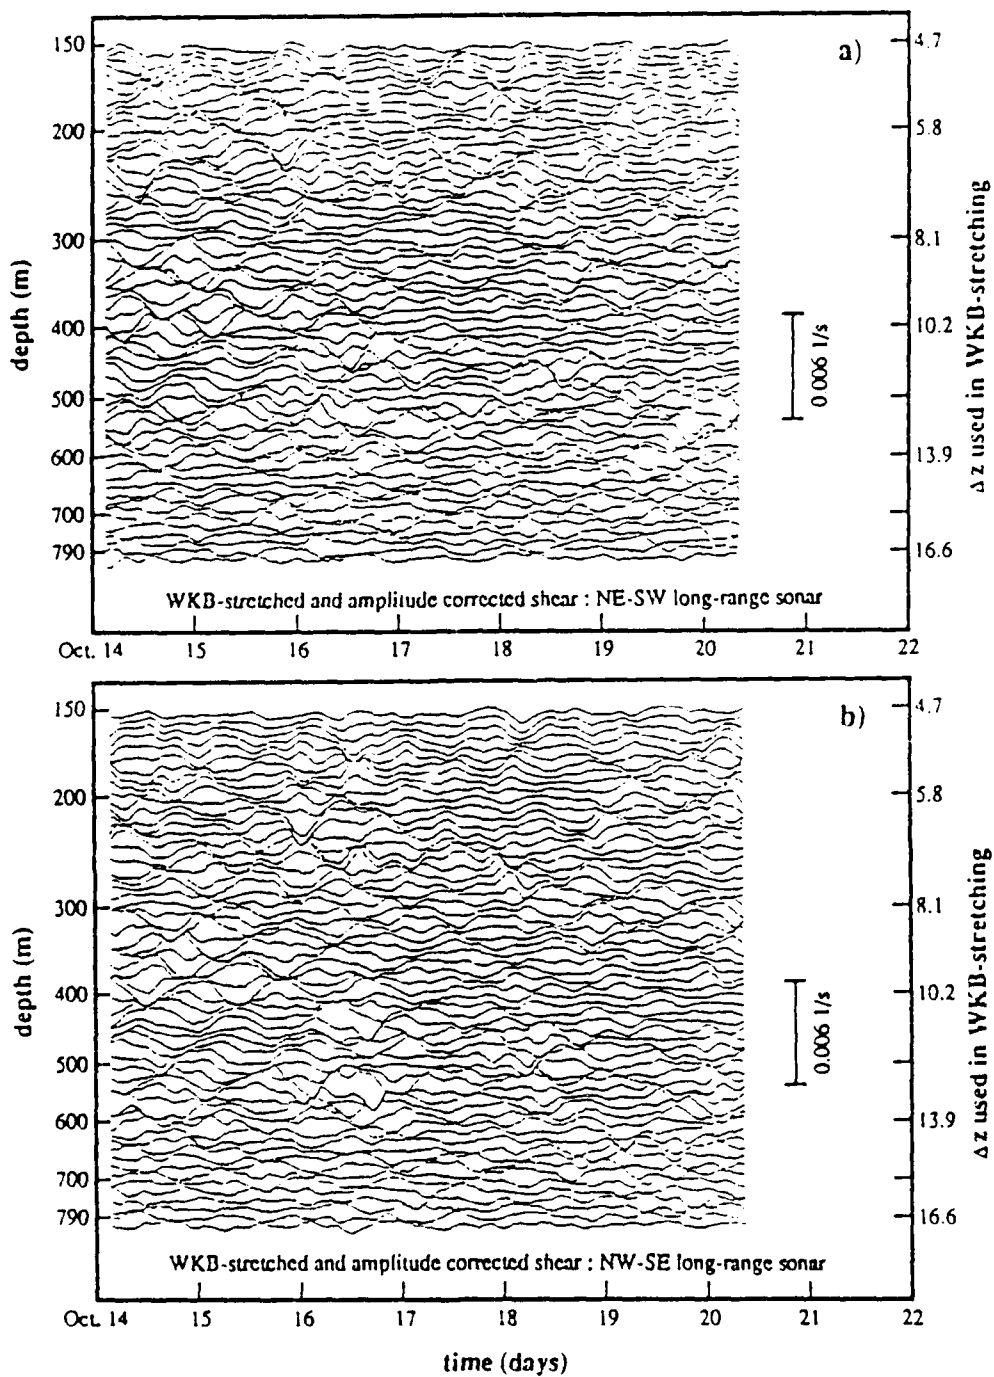 a)
150
200
300
400
500
600
700
790
depth (m)
4.7
5.8
8.1
10.2
13.9
16.6
Δ z used in WKB-stretching
0.006 1/s
WKB-stretched and amplitude corrected shear : NE-SW long-range sonar
Oct. 14 15 16 17 18 19 20 21 22
b)
150
200
300
400
500
600
700
790
depth (m)
4.7
5.8
8.1
10.2
13.9
16.6
Δ z used in WKB-stretching
0.006 1/s
WKB-stretched and amplitude corrected shear : NW-SE long-range sonar
Oct. 14 15 16 17 18 19 20 21 22
time (days)